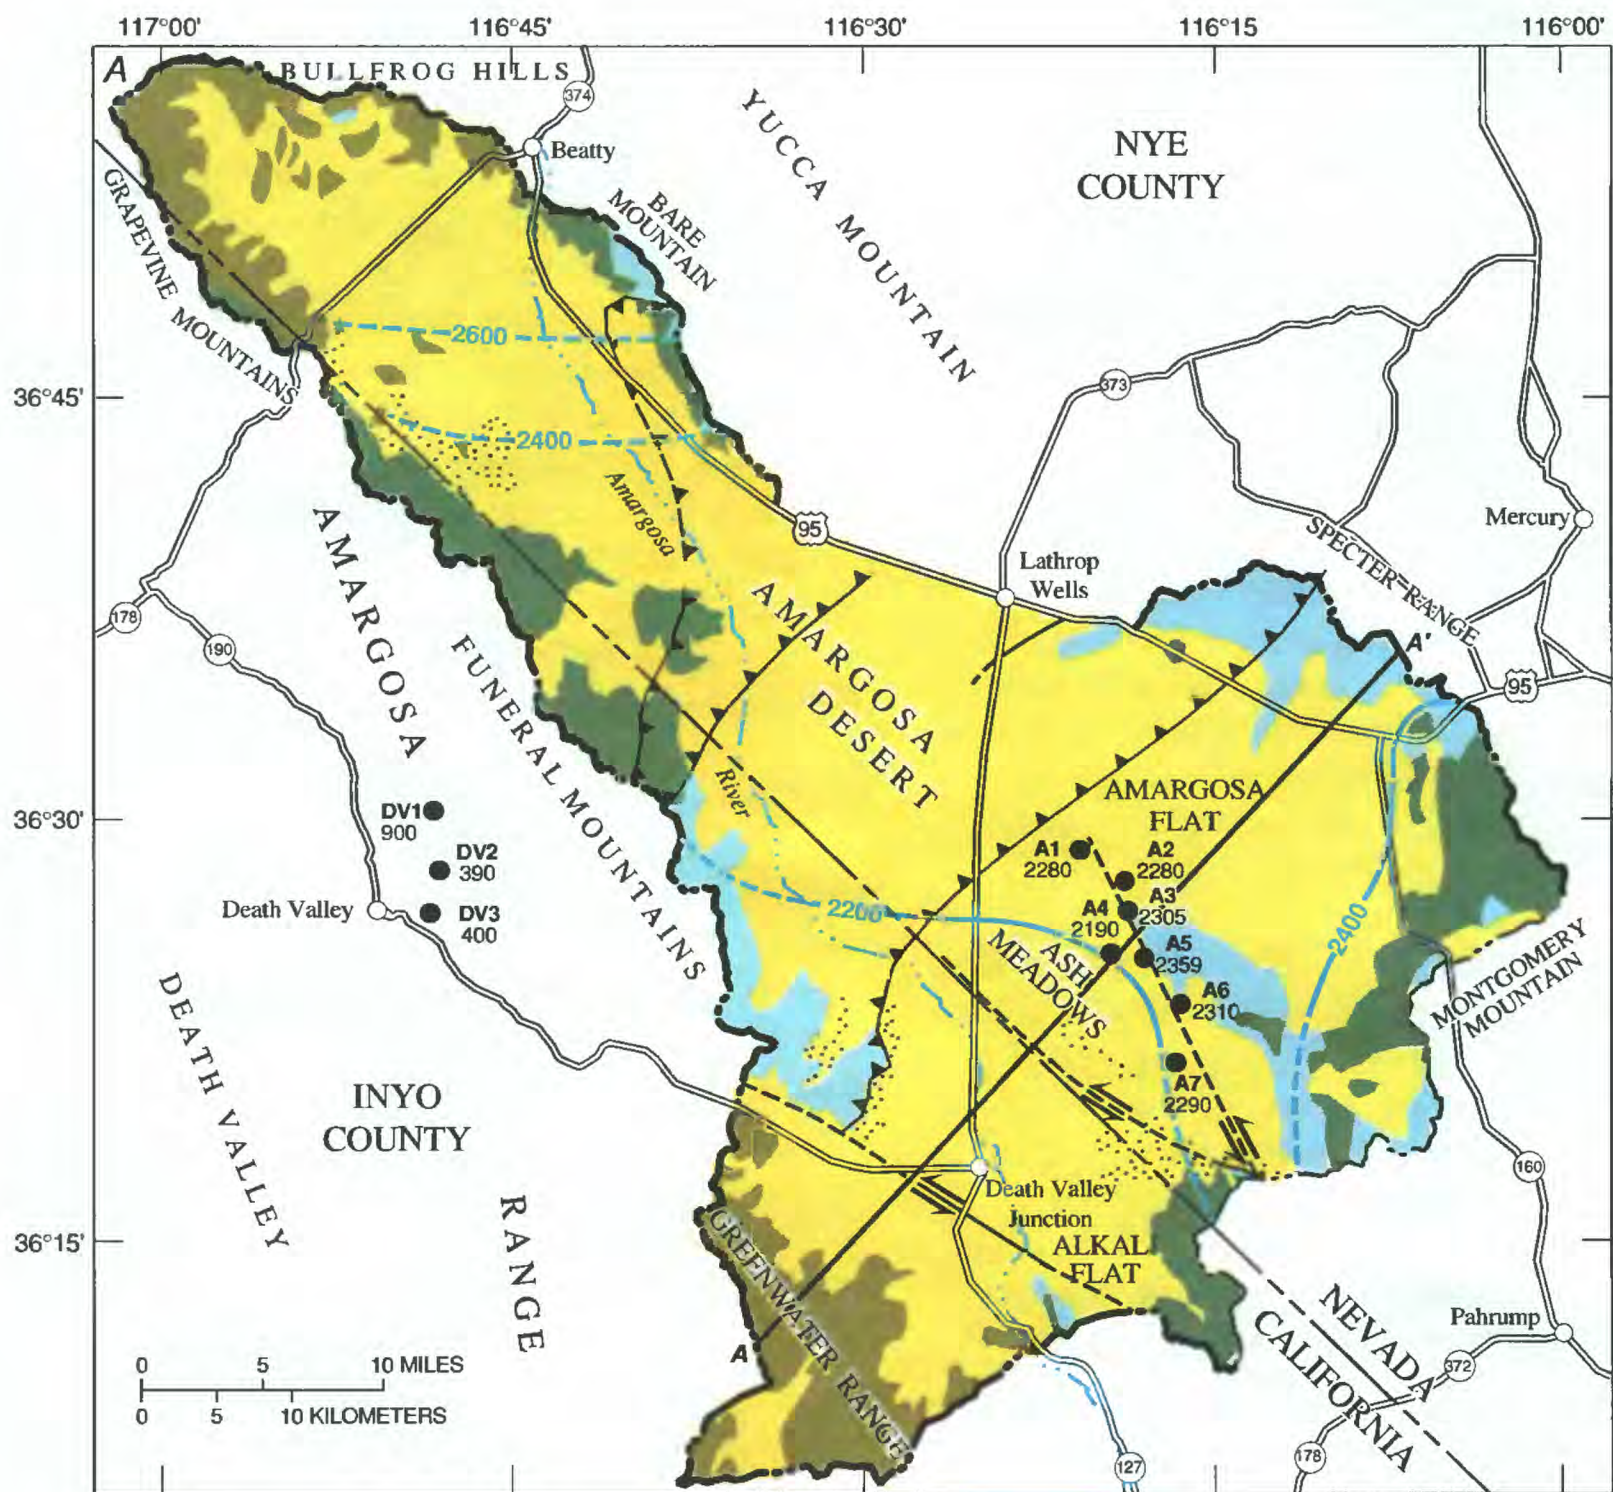 117°00'
116°45'
116°30'
116°15'
116°00'
A
BULLFROG HILLS
374
Beatty
YUCCA MOUNTAIN
NYE
COUNTY
GRAPEVINE
MOUNTAINS
BARE
MOUNTAIN
2600
36°45'
373
2400
Amargosa
95
Mercury
SPECTER RANGE
Lathrop
Wells
AMARGOSA
178
190
FUNERAL MOUNTAINS
AMARGOSA
DESERT
A'
95
River
AMARGOSA
FLAT
36°30'
DV1
900
DV2
390
DV3
400
Death Valley
A1
2280
A2
2280
A3
2305
A4
2190
A5
2359
A6
2310
A7
2290
2200
2400
ASH
MEADOWS
MONTGOMERY
MOUNTAIN
DEATH VALLEY
INYO
COUNTY
RANGE
160
Death Valley
Junction
ALKAL
FLAT
36°15'
GREENWATER RANGE
A
NEVADA
CALIFORNIA
Pahrump
372
178
127
0 5 10 MILES
0 5 10 KILOMETERS